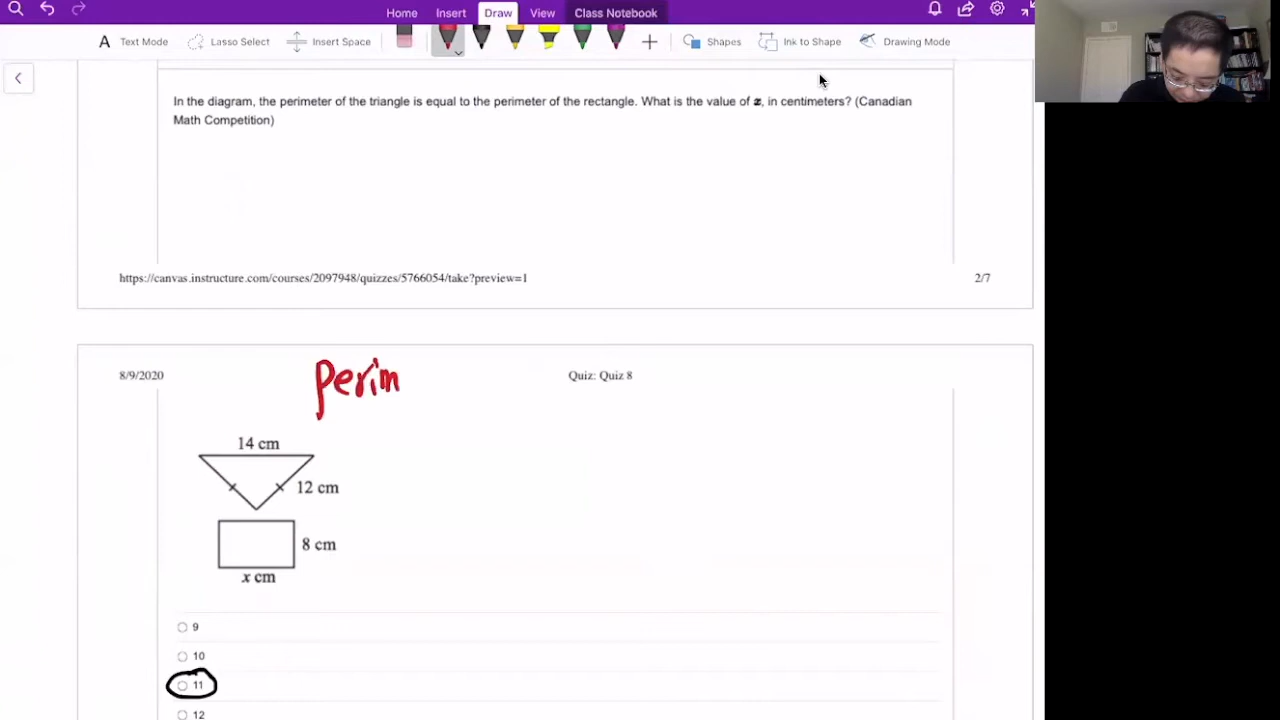 Home Insert Draw View Class Notebook
A Text Mode Lasso Select Insert Space Shapes Ink to Shape Drawing Mode
In the diagram, the perimeter of the triangle is equal to the perimeter of the rectangle. What is the value of x, in centimeters? (Canadian
Math Competition)
https://canvas.instructure.com/courses/2097948/quizzes/5766054/take?preview=1 2/7
8/9/2020 Quiz: Quiz 8
Perim
14 cm
12 cm
8 cm
x cm
9
10
11
12